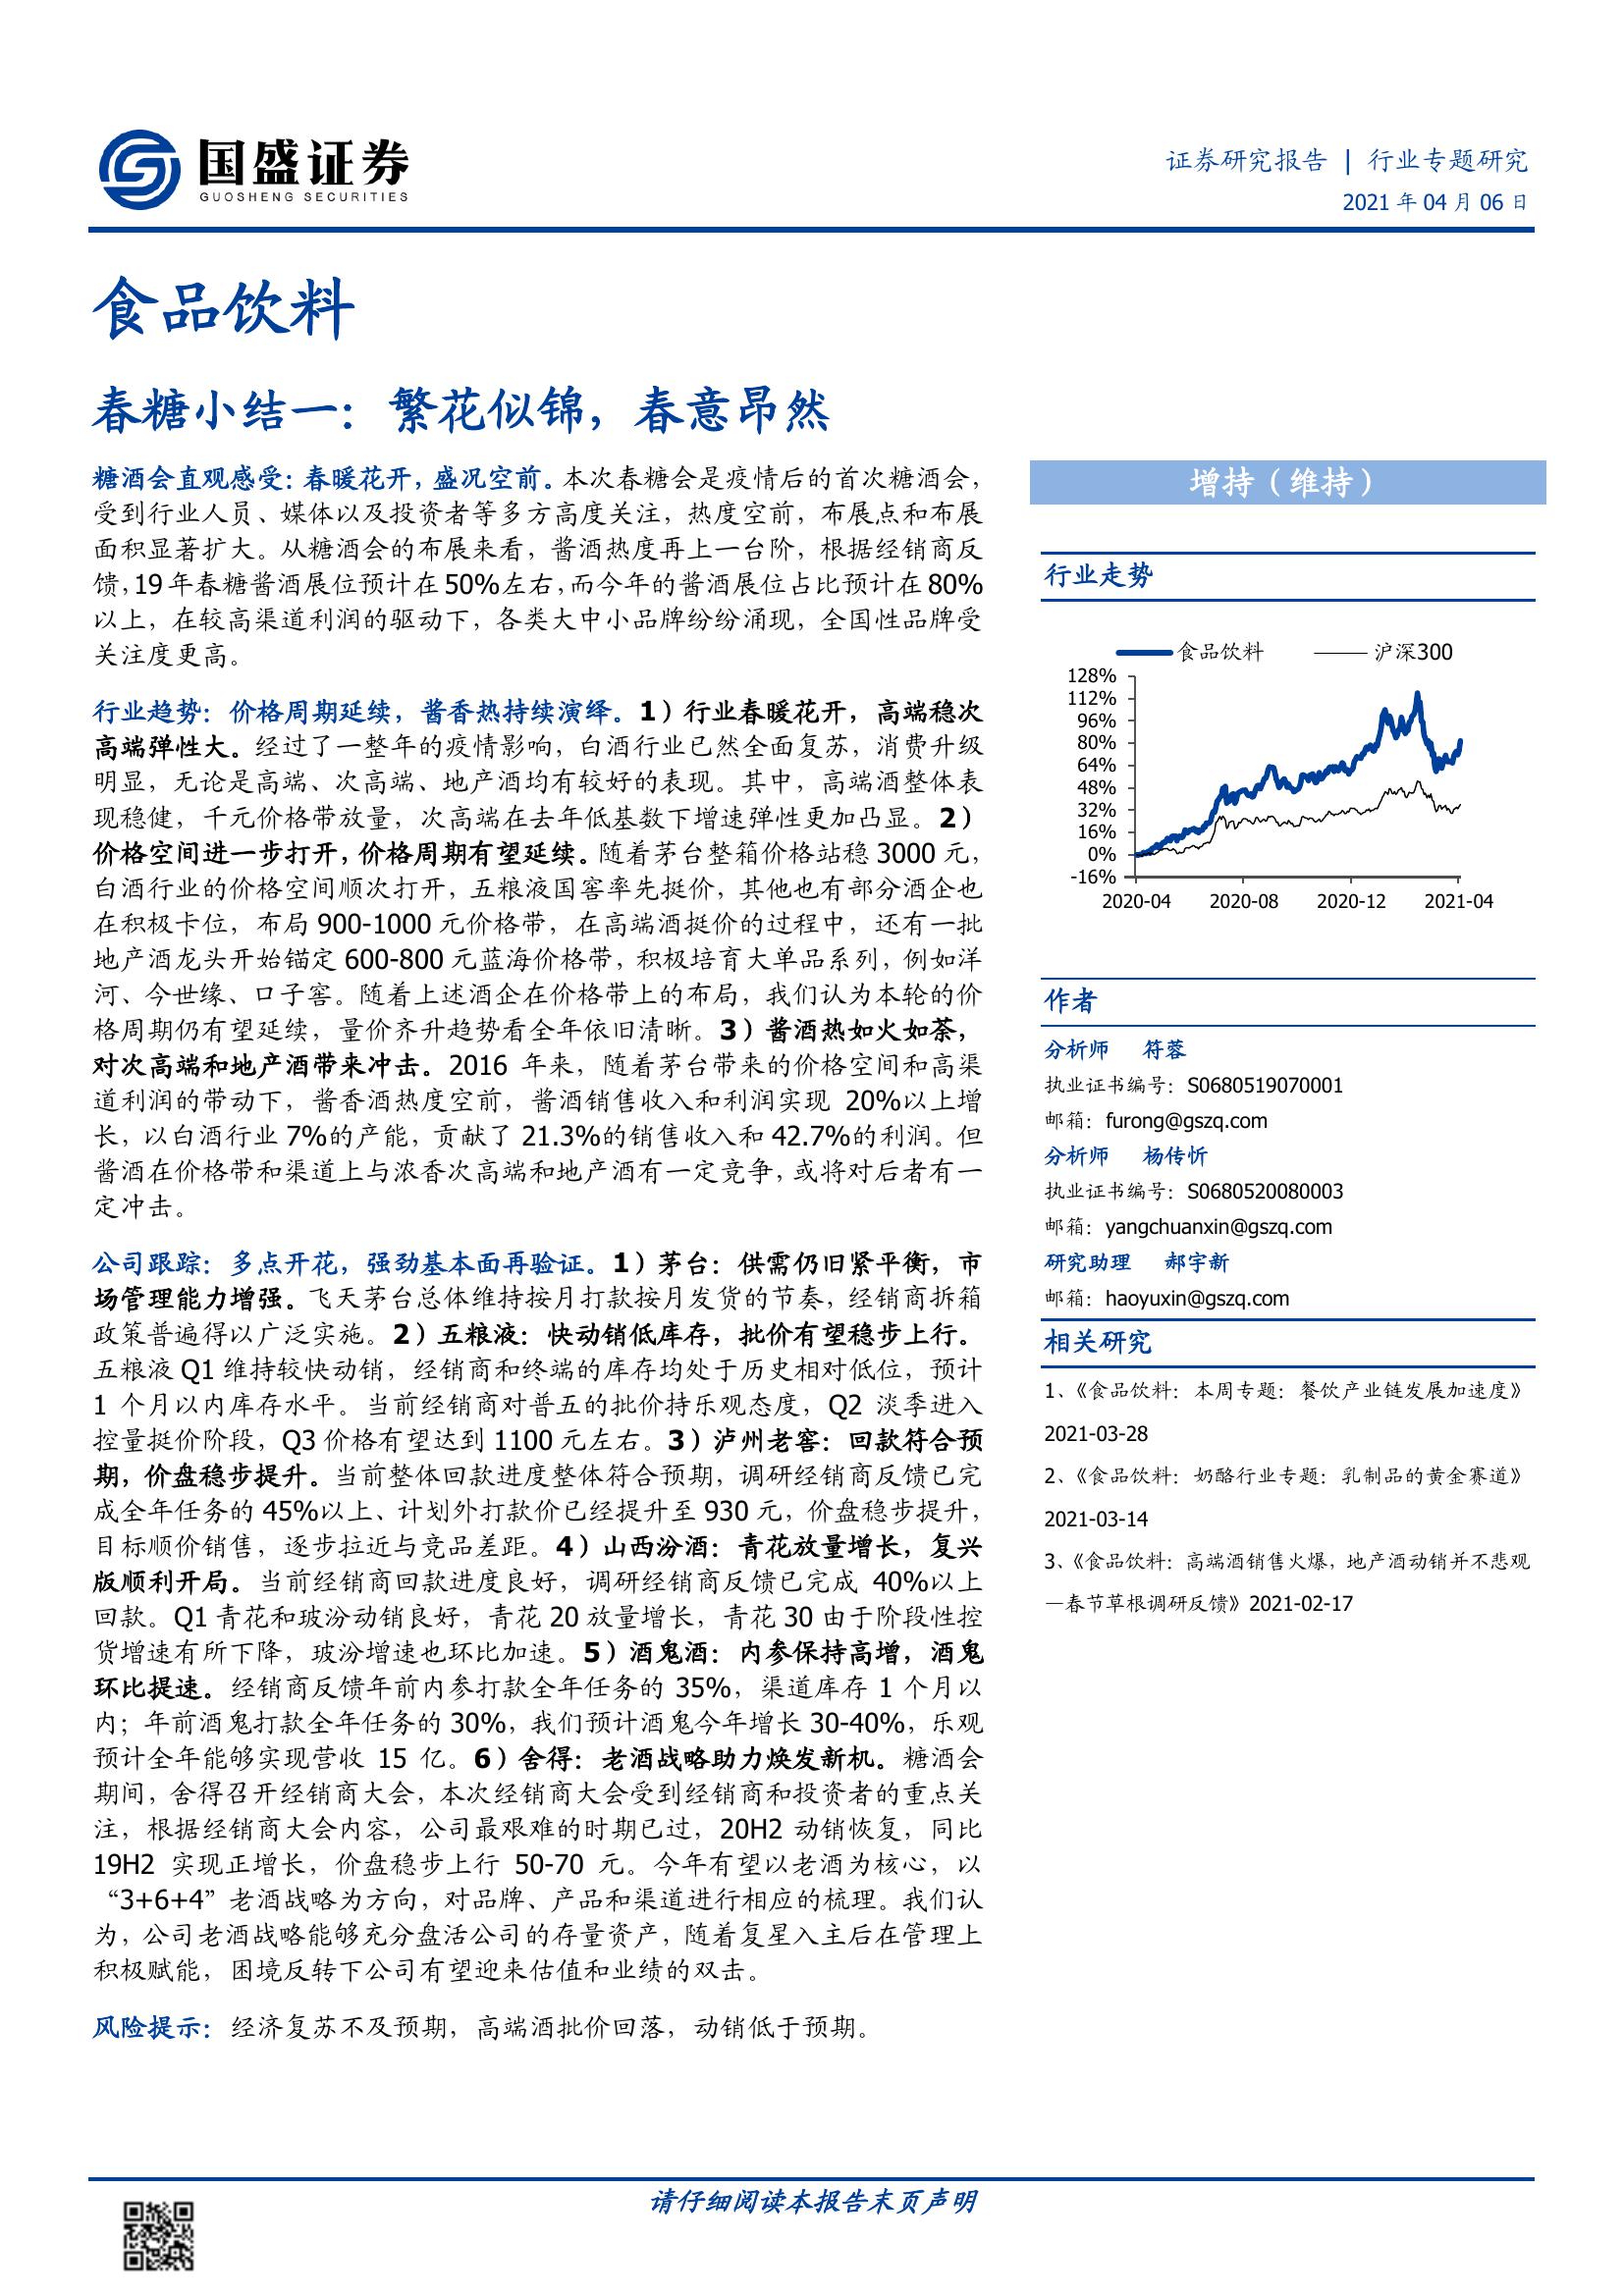 国盛证券
GUOSHENG SECURITIES
证券研究报告 | 行业专题研究
2021 年 04 月 06 日
食品饮料
春糖小结一：繁花似锦，春意昂然
糖酒会直观感受：春暖花开，盛况空前。本次春糖会是疫情后的首次糖酒会，
受到行业人员、媒体以及投资者等多方高度关注，热度空前，布展点和布展
面积显著扩大。从糖酒会的布展来看，酱酒热度再上一台阶，根据经销商反
馈，19 年春糖酱酒展位预计在 50%左右，而今年的酱酒展位占比预计在 80%
以上，在较高渠道利润的驱动下，各类大中小品牌纷纷涌现，全国性品牌受
关注度更高。
行业趋势：价格周期延续，酱香热持续演绎。1）行业春暖花开，高端稳次
高端弹性大。经过了一整年的疫情影响，白酒行业已然全面复苏，消费升级
明显，无论是高端、次高端、地产酒均有较好的表现。其中，高端酒整体表
现稳健，千元价格带放量，次高端在去年低基数下增速弹性更加凸显。2）
价格空间进一步打开，价格周期有望延续。随着茅台整箱价格站稳 3000 元，
白酒行业的价格空间顺次打开，五粮液国窖率先挺价，其他也有部分酒企也
在积极卡位，布局 900-1000 元价格带，在高端酒挺价的过程中，还有一批
地产酒龙头开始锚定 600-800 元蓝海价格带，积极培育大单品系列，例如洋
河、今世缘、口子窖。随着上述酒企在价格带上的布局，我们认为本轮的价
格周期仍有望延续，量价齐升趋势看全年依旧清晰。3）酱酒热如火如荼，
对次高端和地产酒带来冲击。2016 年来，随着茅台带来的价格空间和高渠
道利润的带动下，酱香酒热度空前，酱酒销售收入和利润实现 20%以上增
长，以白酒行业 7%的产能，贡献了 21.3%的销售收入和 42.7%的利润。但
酱酒在价格带和渠道上与浓香次高端和地产酒有一定竞争，或将对后者有一
定冲击。
公司跟踪：多点开花，强劲基本面再验证。1）茅台：供需仍旧紧平衡，市
场管理能力增强。飞天茅台总体维持按月打款按月发货的节奏，经销商拆箱
政策普遍得以广泛实施。2）五粮液：快动销低库存，批价有望稳步上行。
五粮液 Q1 维持较快动销，经销商和终端的库存均处于历史相对低位，预计
1 个月以内库存水平。当前经销商对普五的批价持乐观态度，Q2 淡季进入
控量挺价阶段，Q3 价格有望达到 1100 元左右。3）泸州老窖：回款符合预
期，价盘稳步提升。当前整体回款进度整体符合预期，调研经销商反馈已完
成全年任务的 45%以上、计划外打款价已经提升至 930 元，价盘稳步提升，
目标顺价销售，逐步拉近与竞品差距。4）山西汾酒：青花放量增长，复兴
版顺利开局。当前经销商回款进度良好，调研经销商反馈已完成 40%以上
回款。Q1 青花和玻汾动销良好，青花 20 放量增长，青花 30 由于阶段性控
货增速有所下降，玻汾增速也环比加速。5）酒鬼酒：内参保持高增，酒鬼
环比提速。经销商反馈年前内参打款全年任务的 35%，渠道库存 1 个月以
内；年前酒鬼打款全年任务的 30%，我们预计酒鬼今年增长 30-40%，乐观
预计全年能够实现营收 15 亿。6）舍得：老酒战略助力焕发新机。糖酒会
期间，舍得召开经销商大会，本次经销商大会受到经销商和投资者的重点关
注，根据经销商大会内容，公司最艰难的时期已过，20H2 动销恢复，同比
19H2 实现正增长，价盘稳步上行 50-70 元。今年有望以老酒为核心，以
“3+6+4”老酒战略为方向，对品牌、产品和渠道进行相应的梳理。我们认
为，公司老酒战略能够充分盘活公司的存量资产，随着复星入主后在管理上
积极赋能，困境反转下公司有望迎来估值和业绩的双击。
风险提示：经济复苏不及预期，高端酒批价回落，动销低于预期。
增持（维持）
行业走势
食品饮料 沪深300
128%
112%
96%
80%
64%
48%
32%
16%
0%
-16%
2020-04 2020-08 2020-12 2021-04
作者
分析师 符蓉
执业证书编号：S0680519070001
邮箱：furong@gszq.com
分析师 杨传忻
执业证书编号：S0680520080003
邮箱：yangchuanxin@gszq.com
研究助理 郝宇新
邮箱：haoyuxin@gszq.com
相关研究
1、《食品饮料：本周专题：餐饮产业链发展加速度》
2021-03-28
2、《食品饮料：奶酪行业专题：乳制品的黄金赛道》
2021-03-14
3、《食品饮料：高端酒销售火爆，地产酒动销并不悲观
—春节草根调研反馈》2021-02-17
请仔细阅读本报告末页声明